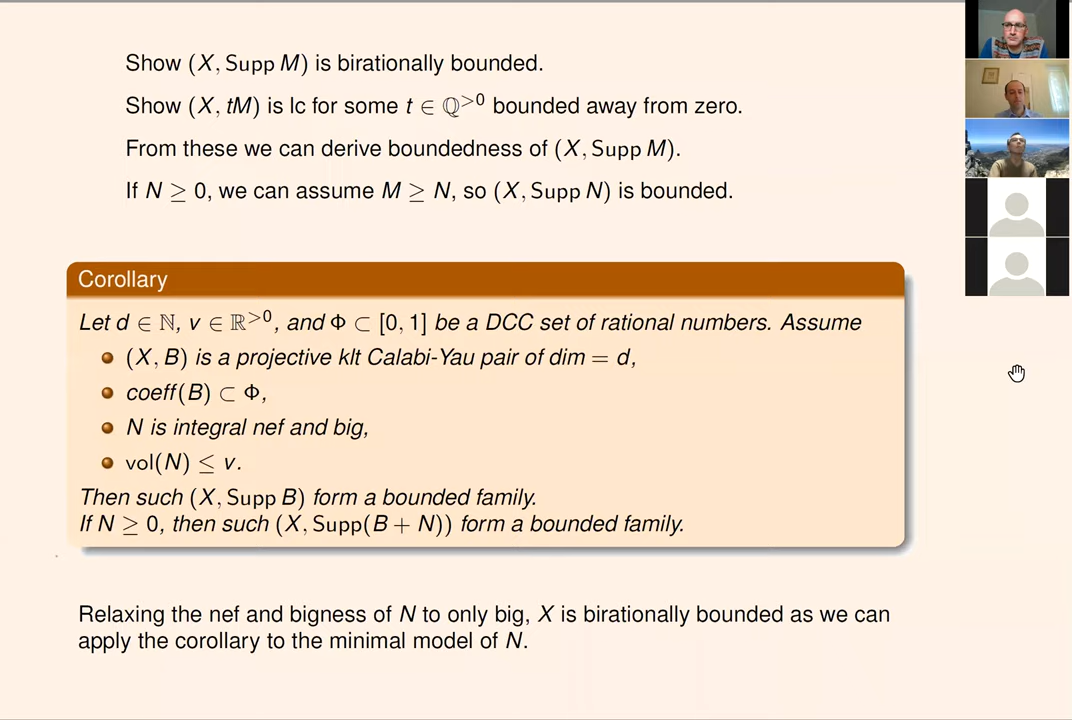 Show (X, Supp M) is birationally bounded.
Show (X, tM) is lc for some t ∈ ℚ^{>0} bounded away from zero.
From these we can derive boundedness of (X, Supp M).
If N ≥ 0, we can assume M ≥ N, so (X, Supp N) is bounded.
Corollary
Let d ∈ ℕ, v ∈ ℝ^{>0}, and Φ ⊂ [0, 1] be a DCC set of rational numbers. Assume
(X, B) is a projective klt Calabi-Yau pair of dim = d,
coeff(B) ⊂ Φ,
N is integral nef and big,
vol(N) ≤ v.
Then such (X, Supp B) form a bounded family.
If N ≥ 0, then such (X, Supp(B + N)) form a bounded family.
Relaxing the nef and bigness of N to only big, X is birationally bounded as we can
apply the corollary to the minimal model of N.